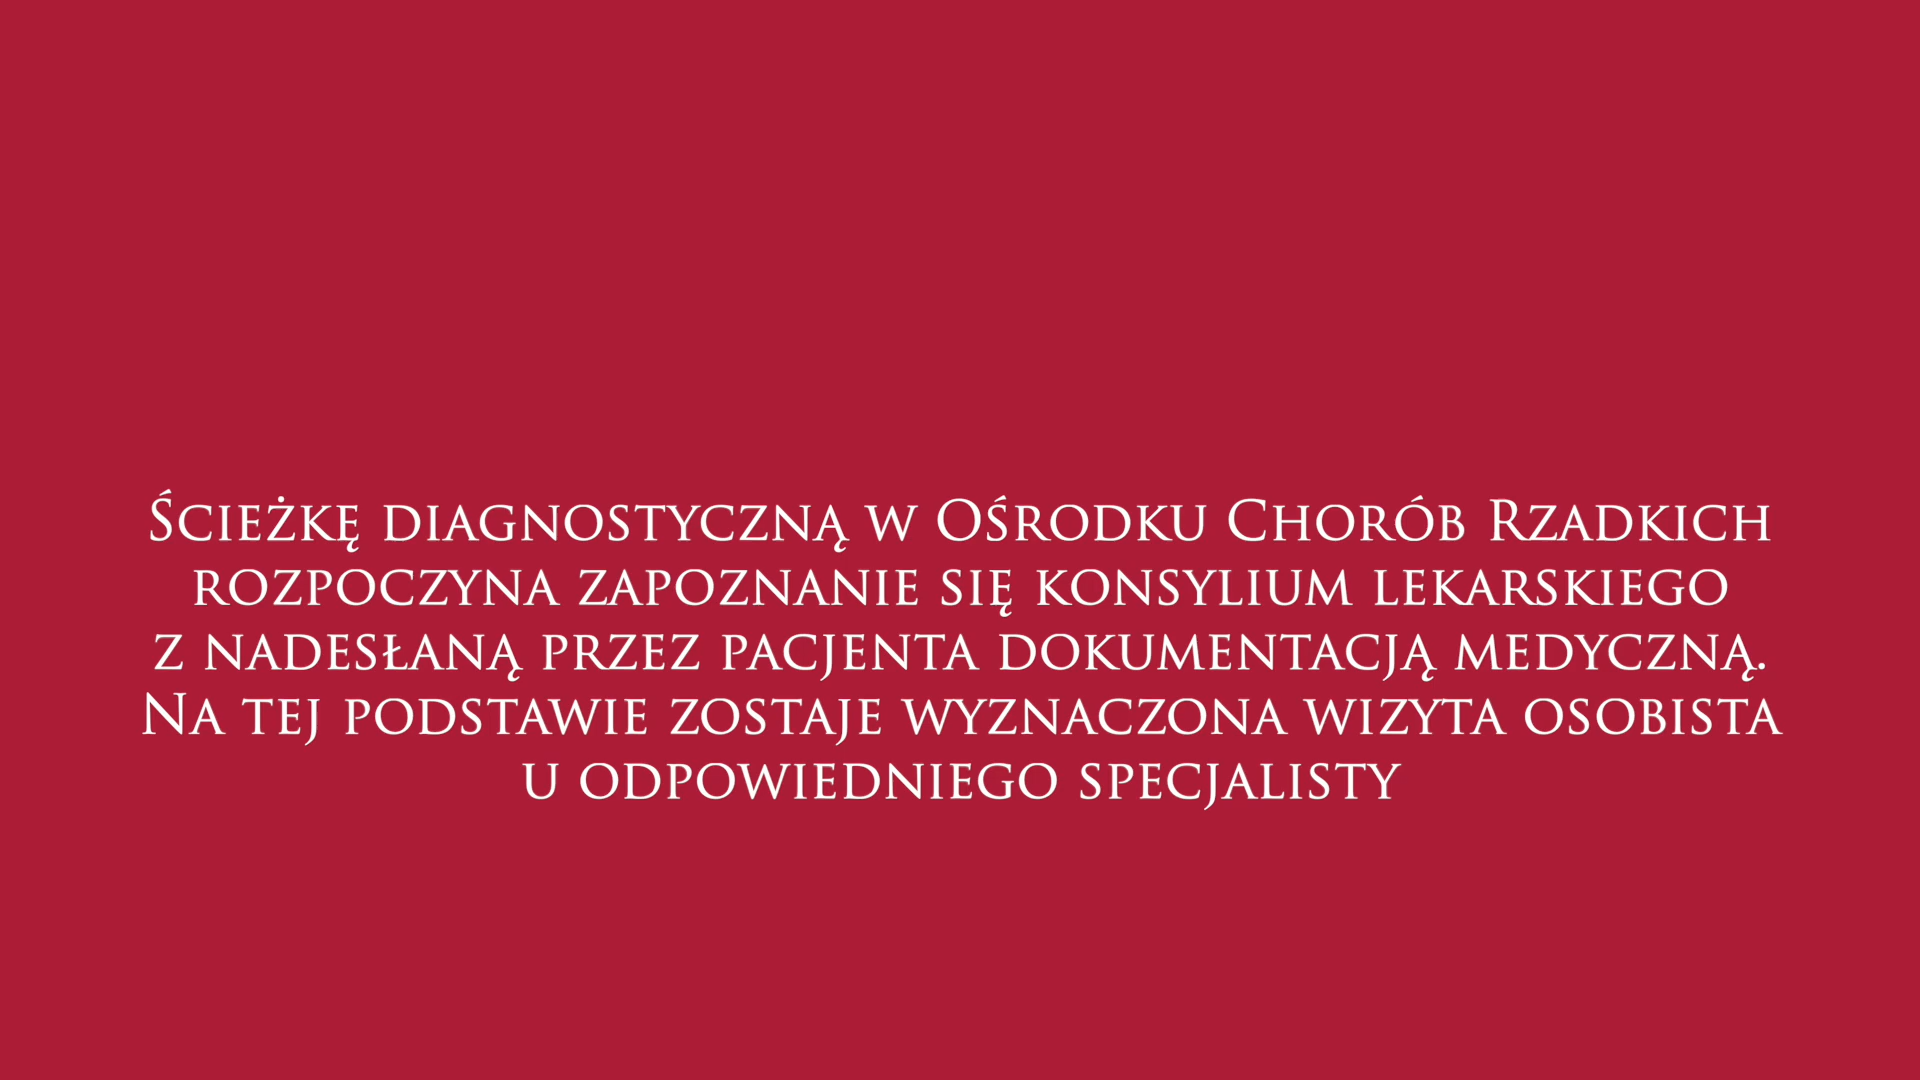 Ścieżkę diagnostyczną w Ośrodku Chorób Rzadkich
rozpoczyna zapoznanie się konsylium lekarskiego
z nadesłaną przez pacjenta dokumentacją medyczną.
Na tej podstawie zostaje wyznaczona wizyta osobista
u odpowiedniego specjalisty